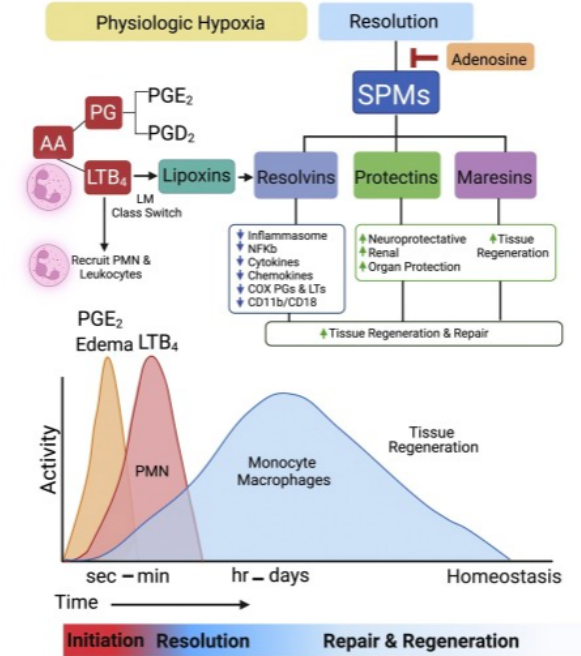 Physiologic Hypoxia
Resolution
Adenosine
SPMs
PG
PGE₂
PGD₂
AA
LTB₄
LM
Class Switch
Lipoxins
Resolvins
Protectins
Maresins
Recruit PMN &
Leukocytes
Inflammasome
NFKb
Cytokines
Chemokines
COX PGs & LTs
CD11b/CD18
Neuroprotective
Renal
Organ Protection
Tissue
Regeneration
Tissue Regeneration & Repair
PGE₂
Edema
LTB₄
Activity
PMN
Monocyte
Macrophages
Tissue
Regeneration
sec – min
hr – days
Homeostasis
Time
Initiation
Resolution
Repair & Regeneration